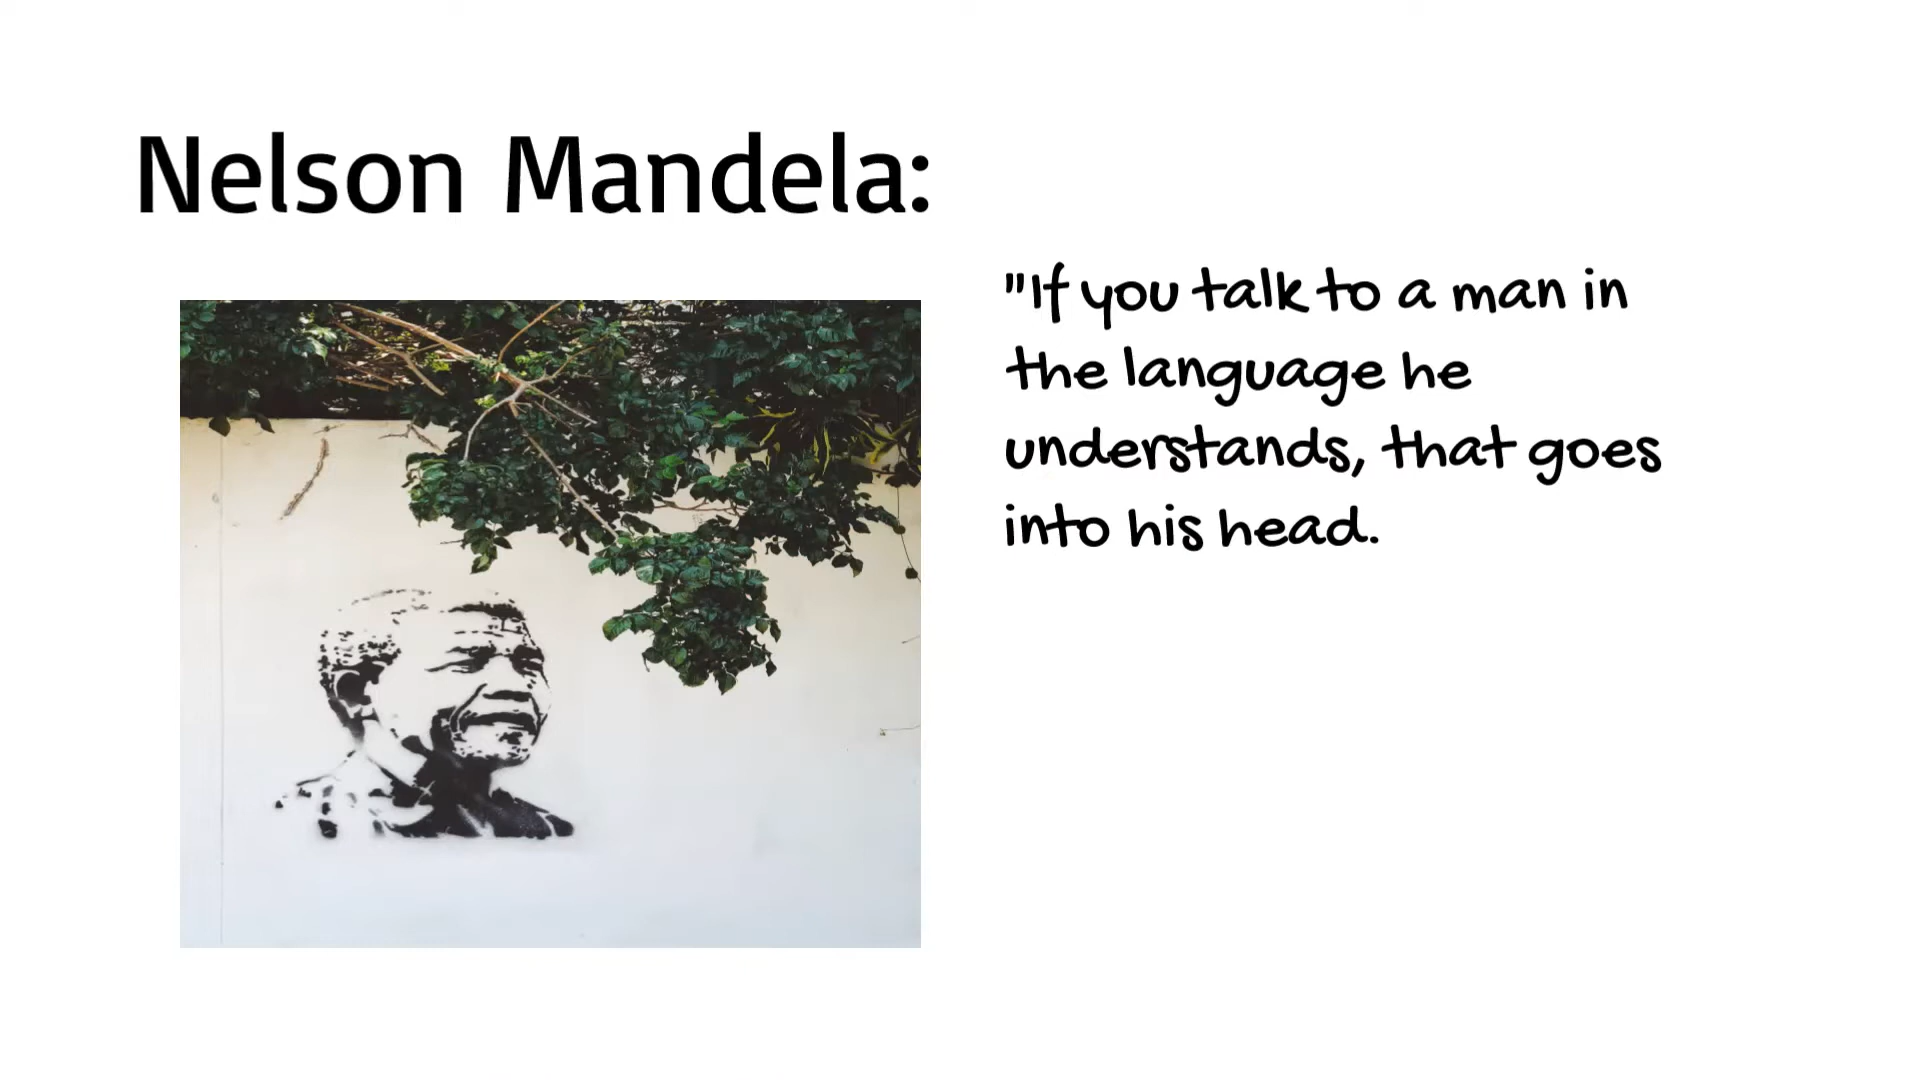 Nelson Mandela:
"If you talk to a man in
the language he
understands, that goes
into his head.